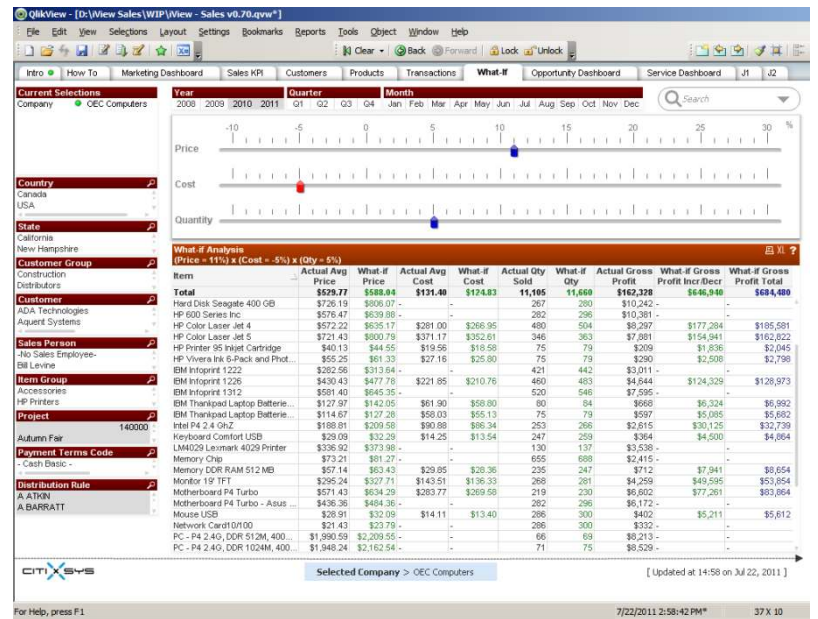 QlikView - [D:\iView Sales\WIP\iView - Sales v0.70.qvw*]
File Edit View Selections Layout Settings Bookmarks Reports Tools Object Window Help
Clear Back Forward Lock Unlock
Intro How To Marketing Dashboard Sales KPI Customers Products Transactions What-If Opportunity Dashboard Service Dashboard J1 J2
Current Selections Year Quarter Month
Company OEC Computers 2008 2009 2010 2011 Q1 Q2 Q3 Q4 Jan Feb Mar Apr May Jun Jul Aug Sep Oct Nov Dec Search
-10 -5 0 5 10 15 20 25 30 %
Price
Cost
Quantity
Country
Canada
USA
State
California
New Hampshire
Customer Group
Construction
Distributors
Customer
ADA Technologies
Aquent Systems
Sales Person
-No Sales Employee-
Bill Levine
Item Group
Accessories
HP Printers
Project
140000
Autumn Fair
Payment Terms Code
- Cash Basic -
Distribution Rule
A ATKIN
A BARRATT
What-if Analysis XL ?
(Price = 11%) x (Cost = -5%) x (Qty = 5%)
Item Actual Avg Price What-if Price Actual Avg Cost What-if Cost Actual Qty Sold What-if Qty Actual Gross Profit What-if Gross Profit Incr/Decr What-if Gross Profit Total
Total $529.77 $588.04 $131.40 $124.83 11,105 11,660 $162,328 $646,940 $684,480
Hard Disk Seagate 400 GB $726.19 $806.07 - - 267 280 $10,242 - -
HP 600 Series Inc $576.47 $639.88 - - 282 296 $10,381 - -
HP Color Laser Jet 4 $572.22 $635.17 $281.00 $266.95 480 504 $8,297 $177,284 $185,581
HP Color Laser Jet 5 $721.43 $800.79 $371.17 $352.61 346 363 $7,881 $154,941 $162,822
HP Printer 95 Inkjet Cartridge $40.13 $44.55 $19.56 $18.58 75 79 $209 $1,836 $2,045
HP Vivera Ink 6-Pack and Phot... $55.25 $61.33 $27.16 $25.80 75 79 $290 $2,508 $2,798
IBM Infoprint 1222 $282.56 $313.64 - - 421 442 $3,011 - -
IBM Infoprint 1226 $430.43 $477.78 $221.85 $210.76 460 483 $4,644 $124,329 $128,973
IBM Infoprint 1312 $581.40 $645.35 - - 520 546 $7,595 - -
IBM Thankpad Laptop Batterie... $127.97 $142.05 $61.90 $58.80 80 84 $668 $6,324 $6,992
IBM Thankipad Laptop Batterie... $114.67 $127.28 $58.03 $55.13 75 79 $597 $5,085 $5,682
Intel P4 2.4 GhZ $188.81 $209.58 $90.88 $86.34 253 266 $2,615 $30,125 $32,739
Keyboard Comfort USB $29.09 $32.29 $14.25 $13.54 247 259 $364 $4,500 $4,864
LM4029 Lexmark 4029 Printer $336.92 $373.98 - - 130 137 $3,538 - -
Memory Chip $73.21 $81.27 - - 655 688 $2,415 - -
Memory DDR RAM 512 MB $57.14 $63.43 $29.85 $28.36 235 247 $712 $7,941 $8,654
Monitor 19' TFT $295.24 $327.71 $143.51 $136.33 268 281 $4,259 $49,595 $53,854
Motherboard P4 Turbo $571.43 $634.29 $283.77 $269.58 219 230 $6,602 $77,261 $83,864
Motherboard P4 Turbo - Asus ... $436.36 $484.36 - - 282 296 $6,172 - -
Mouse USB $28.91 $32.09 $14.11 $13.40 286 300 $402 $5,211 $5,612
Network Card10/100 $21.43 $23.79 - - 286 300 $332 - -
PC - P4 2.4G, DDR 512M, 400... $1,990.59 $2,209.55 - - 66 69 $8,213 - -
PC - P4 2.4G, DDR 1024M, 400... $1,948.24 $2,162.54 - - 71 75 $8,529 - -
CITIXSYS Selected Company > OEC Computers [ Updated at 14:58 on Jul 22, 2011 ]
For Help, press F1 7/22/2011 2:58:42 PM* 37 X 10